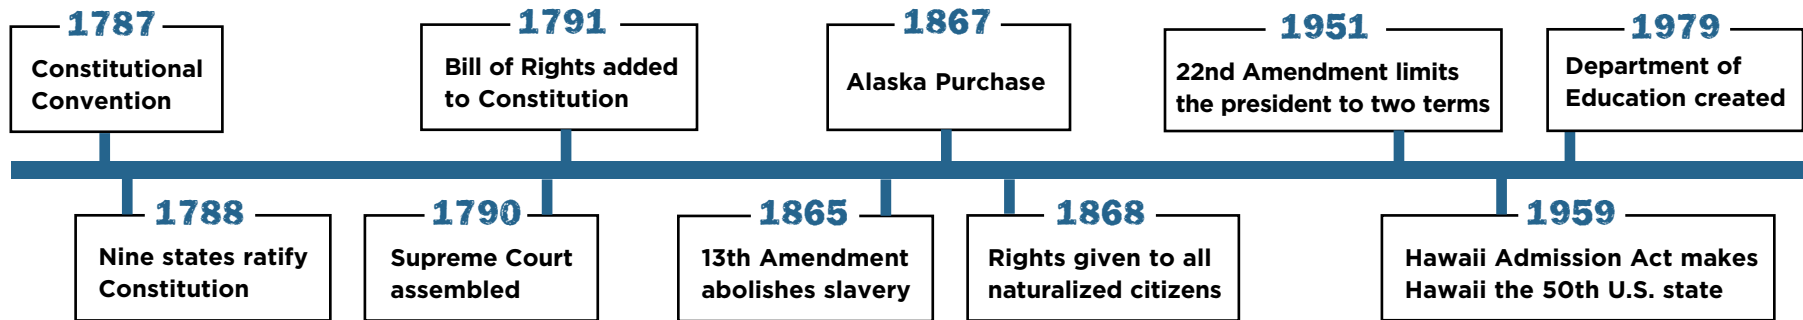 1787
Constitutional
Convention
1788
Nine states ratify
Constitution
1790
Supreme Court
assembled
1791
Bill of Rights added
to Constitution
1865
13th Amendment
abolishes slavery
1867
Alaska Purchase
1868
Rights given to all
naturalized citizens
1951
22nd Amendment limits
the president to two terms
1959
Hawaii Admission Act makes
Hawaii the 50th U.S. state
1979
Department of
Education created